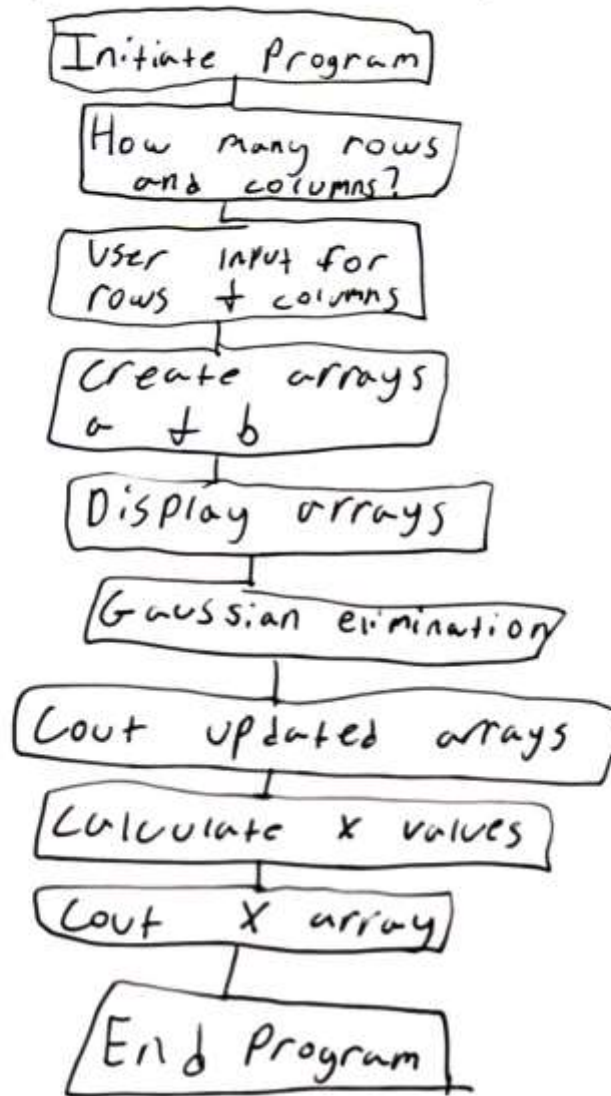 Initiate Program
How many rows
and columns?
User input for
rows + columns
Create arrays
a + b
Display arrays
Gaussian elimination
Cout updated arrays
Calculate x values
Cout X array
End Program